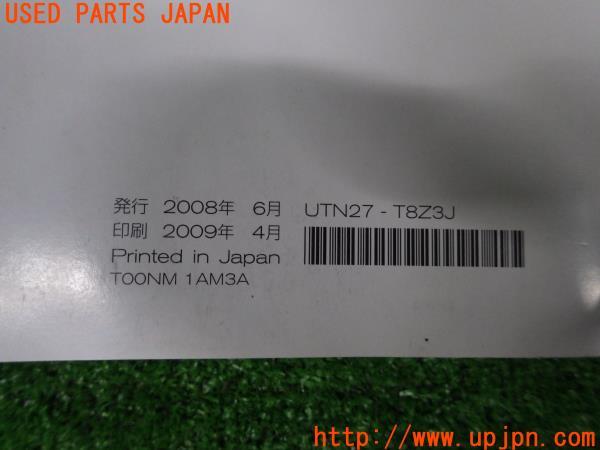 USED PARTS JAPAN
発行 2008年 6月 UTN27 - T8Z3J
印刷 2009年 4月
Printed in Japan
T00NM 1AM3A
http://www.upjpn.com/